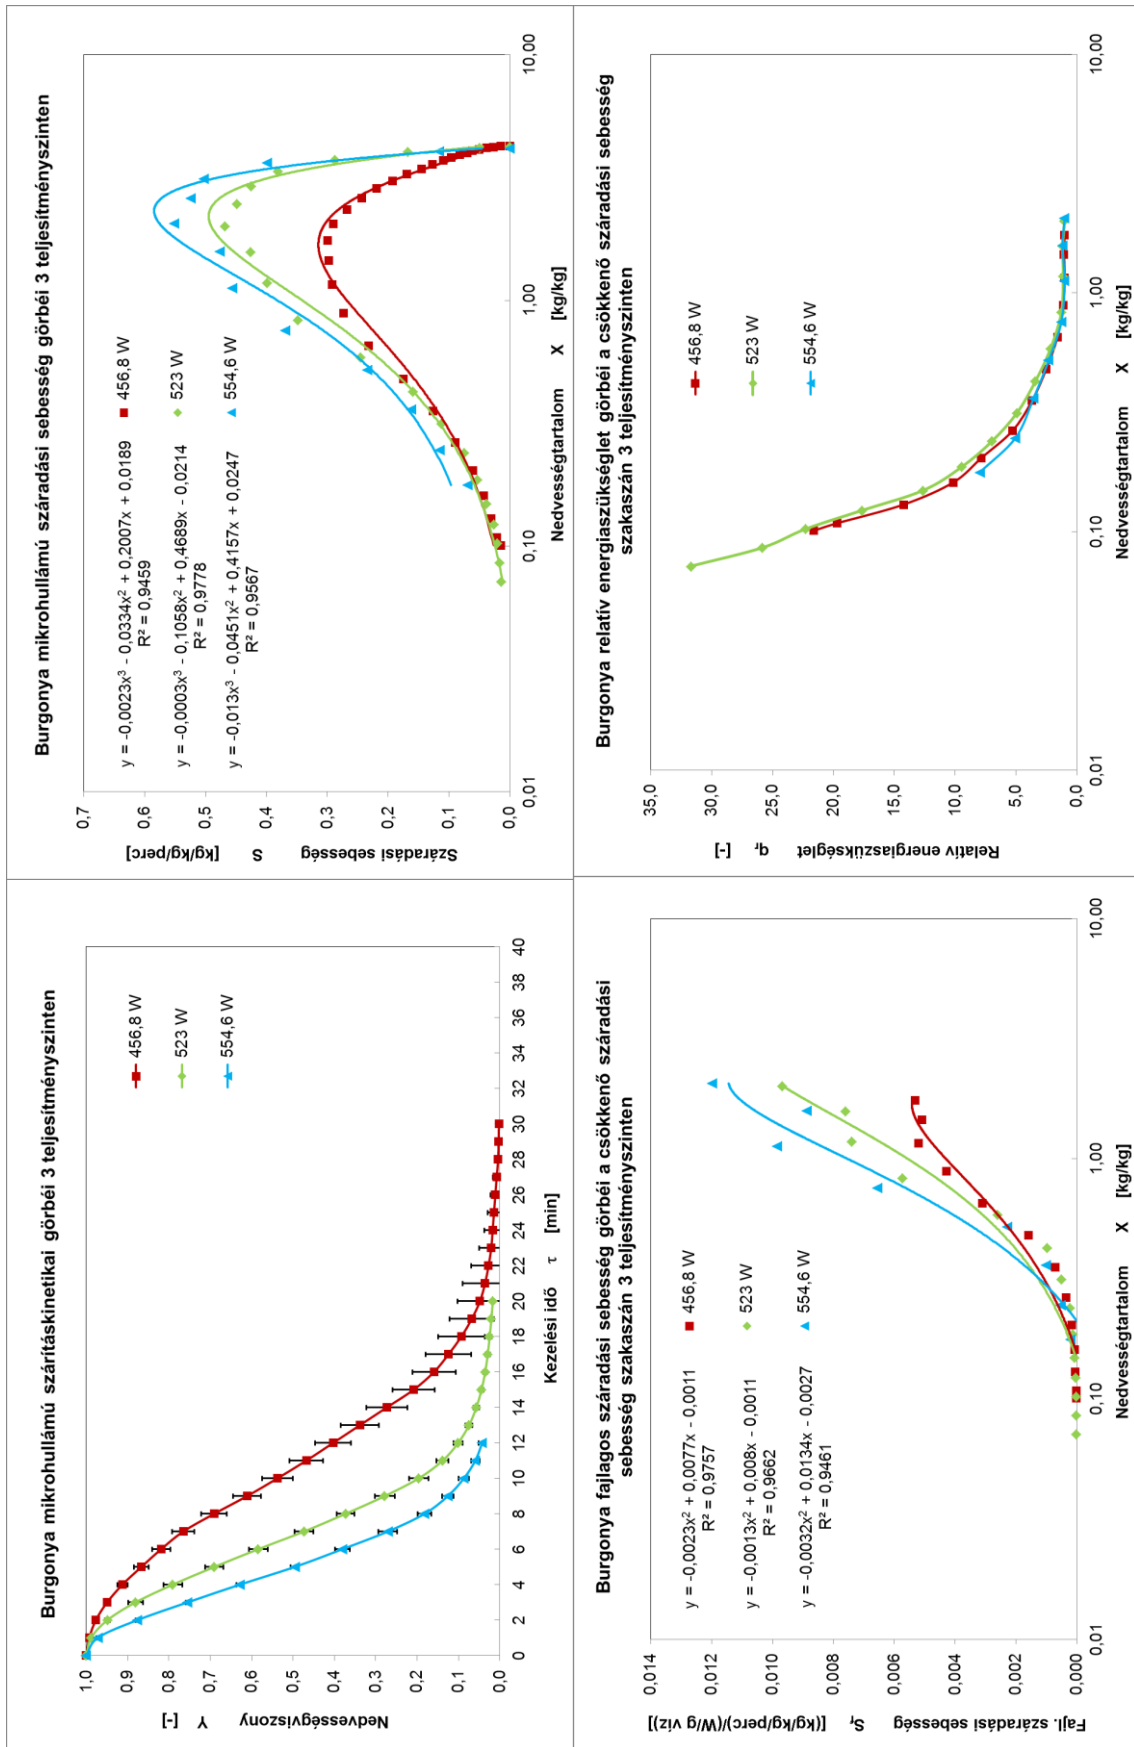 Burgonya mikrohullámú szárításkinetikai görbéi 3 teljesítményszinten
Nedvességviszony Y [-]
1,0
0,9
0,8
0,7
0,6
0,5
0,4
0,3
0,2
0,1
0,0
456,8 W
523 W
554,6 W
0 2 4 6 8 10 12 14 16 18 20 22 24 26 28 30 32 34 36 38 40
Kezelési idő τ [min]
Burgonya mikrohullámú száradási sebesség görbéi 3 teljesítményszinten
Száradási sebesség S [kg/kg/perc]
0,7
0,6
0,5
0,4
0,3
0,2
0,1
0,0
y = -0,0023x³ - 0,0334x² + 0,2007x + 0,0189
R² = 0,9459
456,8 W
y = -0,0003x³ - 0,1058x² + 0,4689x - 0,0214
R² = 0,9778
523 W
y = -0,013x³ - 0,0451x² + 0,4157x + 0,0247
R² = 0,9567
554,6 W
0,01 0,10 1,00 10,00
Nedvességtartalom X [kg/kg]
Burgonya fajlagos száradási sebesség görbéi a csökkenő száradási
sebesség szakaszán 3 teljesítményszinten
Fajl. száradási sebesség Sf [(kg/kg/perc)/(W/g víz)]
0,014
0,012
0,010
0,008
0,006
0,004
0,002
0,000
y = -0,0023x² + 0,0077x - 0,0011
R² = 0,9757
456,8 W
y = -0,0013x² + 0,008x - 0,0011
R² = 0,9662
523 W
y = -0,0032x² + 0,0134x - 0,0027
R² = 0,9461
554,6 W
0,01 0,10 1,00 10,00
Nedvességtartalom X [kg/kg]
Burgonya relatív energiaszükséglet görbéi a csökkenő száradási sebesség
szakaszán 3 teljesítményszinten
Relatív energiaszükséglet qr [-]
35,0
30,0
25,0
20,0
15,0
10,0
5,0
0,0
456,8 W
523 W
554,6 W
0,01 0,10 1,00 10,00
Nedvességtartalom X [kg/kg]